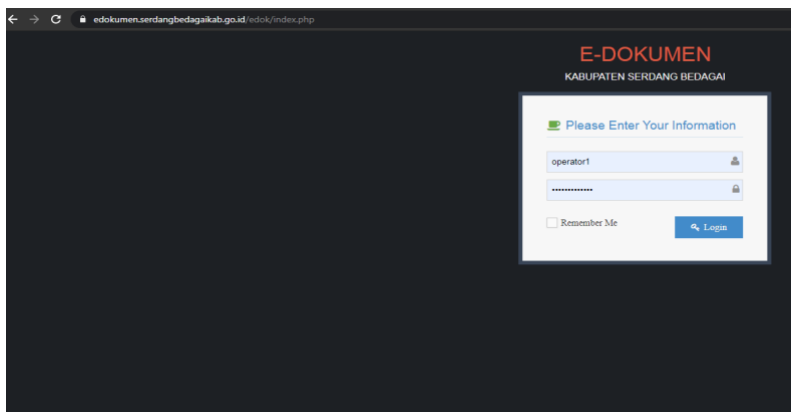 edokumen.serdangbedagaikab.go.id/edok/index.php
E-DOKUMEN
KABUPATEN SERDANG BEDAGAI
Please Enter Your Information
operator1
•••••••••••••
Remember Me
Login